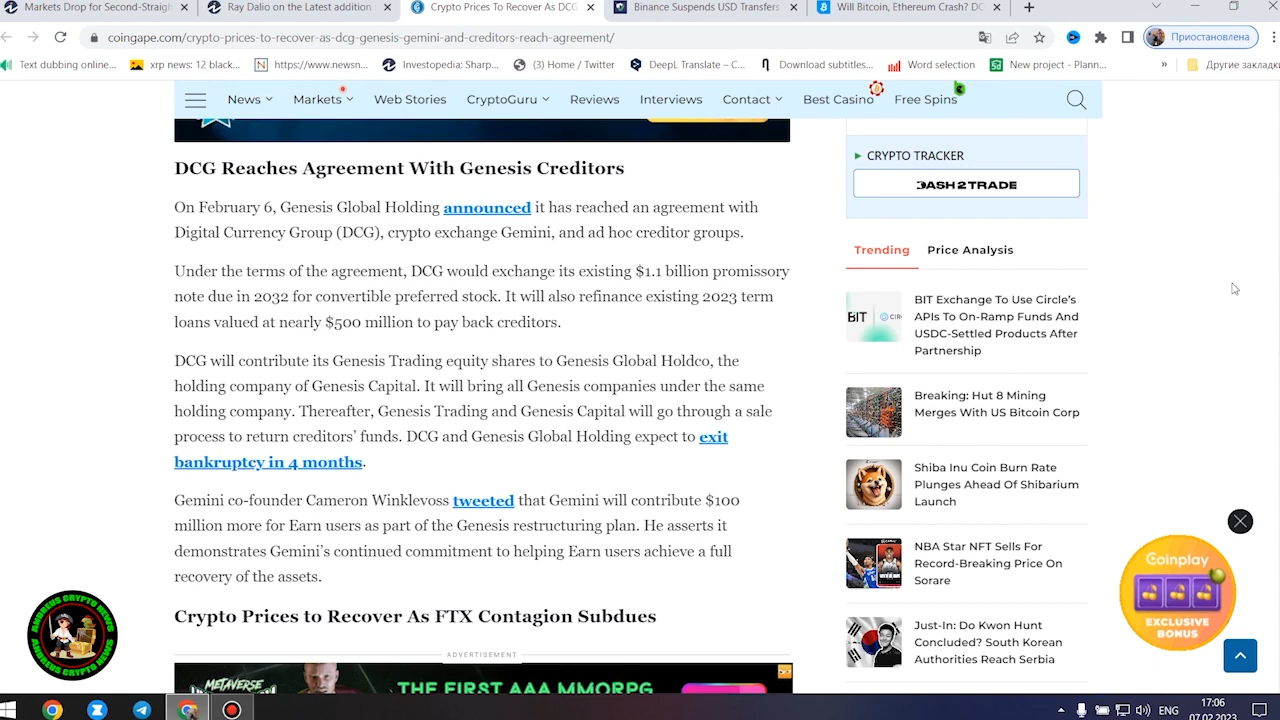 Markets Drop for Second-Straigh
Ray Dalio on the Latest addition
Crypto Prices To Recover As DCG
Binance Suspends USD Transfers
Will Bitcoin, Ethereum Crash? DC
coingape.com/crypto-prices-to-recover-as-dcg-genesis-gemini-and-creditors-reach-agreement/
Приостановлена
Text dubbing online...
xrp news: 12 black...
https://www.newsn...
Investopedia: Sharp...
(3) Home / Twitter
DeepL Translate – C...
Download subtitles...
Word selection
New project - Plann...
»
Другие закладки
News
Markets
Web Stories
CryptoGuru
Reviews
Interviews
Contact
Best Casino
Free Spins
DCG Reaches Agreement With Genesis Creditors
On February 6, Genesis Global Holding announced it has reached an agreement with
Digital Currency Group (DCG), crypto exchange Gemini, and ad hoc creditor groups.
Under the terms of the agreement, DCG would exchange its existing $1.1 billion promissory
note due in 2032 for convertible preferred stock. It will also refinance existing 2023 term
loans valued at nearly $500 million to pay back creditors.
DCG will contribute its Genesis Trading equity shares to Genesis Global Holdco, the
holding company of Genesis Capital. It will bring all Genesis companies under the same
holding company. Thereafter, Genesis Trading and Genesis Capital will go through a sale
process to return creditors' funds. DCG and Genesis Global Holding expect to exit
bankruptcy in 4 months.
Gemini co-founder Cameron Winklevoss tweeted that Gemini will contribute $100
million more for Earn users as part of the Genesis restructuring plan. He asserts it
demonstrates Gemini's continued commitment to helping Earn users achieve a full
recovery of the assets.
Crypto Prices to Recover As FTX Contagion Subdues
ADVERTISEMENT
METAVERSE
THE FIRST AAA MMORPG
CRYPTO TRACKER
DASH 2 TRADE
Trending
Price Analysis
BIT
CIR
BIT Exchange To Use Circle's
APIs To On-Ramp Funds And
USDC-Settled Products After
Partnership
Breaking: Hut 8 Mining
Merges With US Bitcoin Corp
Shiba Inu Coin Burn Rate
Plunges Ahead Of Shibarium
Launch
NBA Star NFT Sells For
Record-Breaking Price On
Sorare
Just-In: Do Kwon Hunt
Concluded? South Korean
Authorities Reach Serbia
Coinplay
EXCLUSIVE
BONUS
ANDREUS CRYPTO NEWS
ANDREUS CRYPTO NEWS
ENG
17:06
07.02.2023